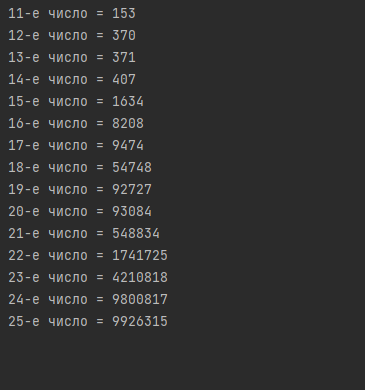 11-е число = 153
12-е число = 370
13-е число = 371
14-е число = 407
15-е число = 1634
16-е число = 8208
17-е число = 9474
18-е число = 54748
19-е число = 92727
20-е число = 93084
21-е число = 548834
22-е число = 1741725
23-е число = 4210818
24-е число = 9800817
25-е число = 9926315